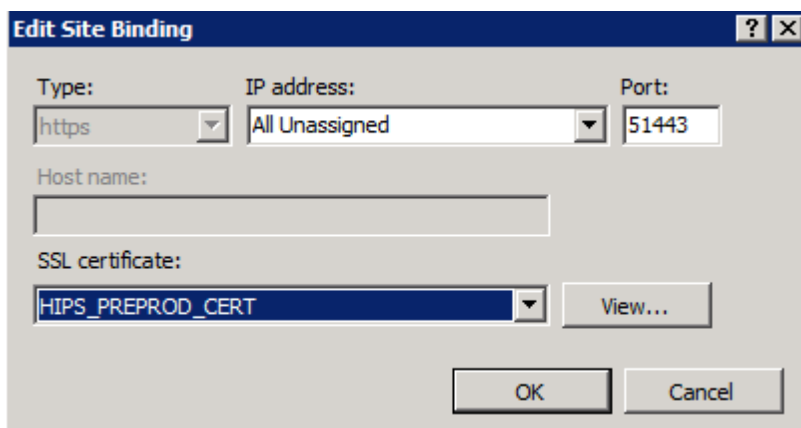 Edit Site Binding
Type: IP address: Port:
https All Unassigned 51443
Host name:
SSL certificate:
HIPS_PREPROD_CERT View...
OK Cancel